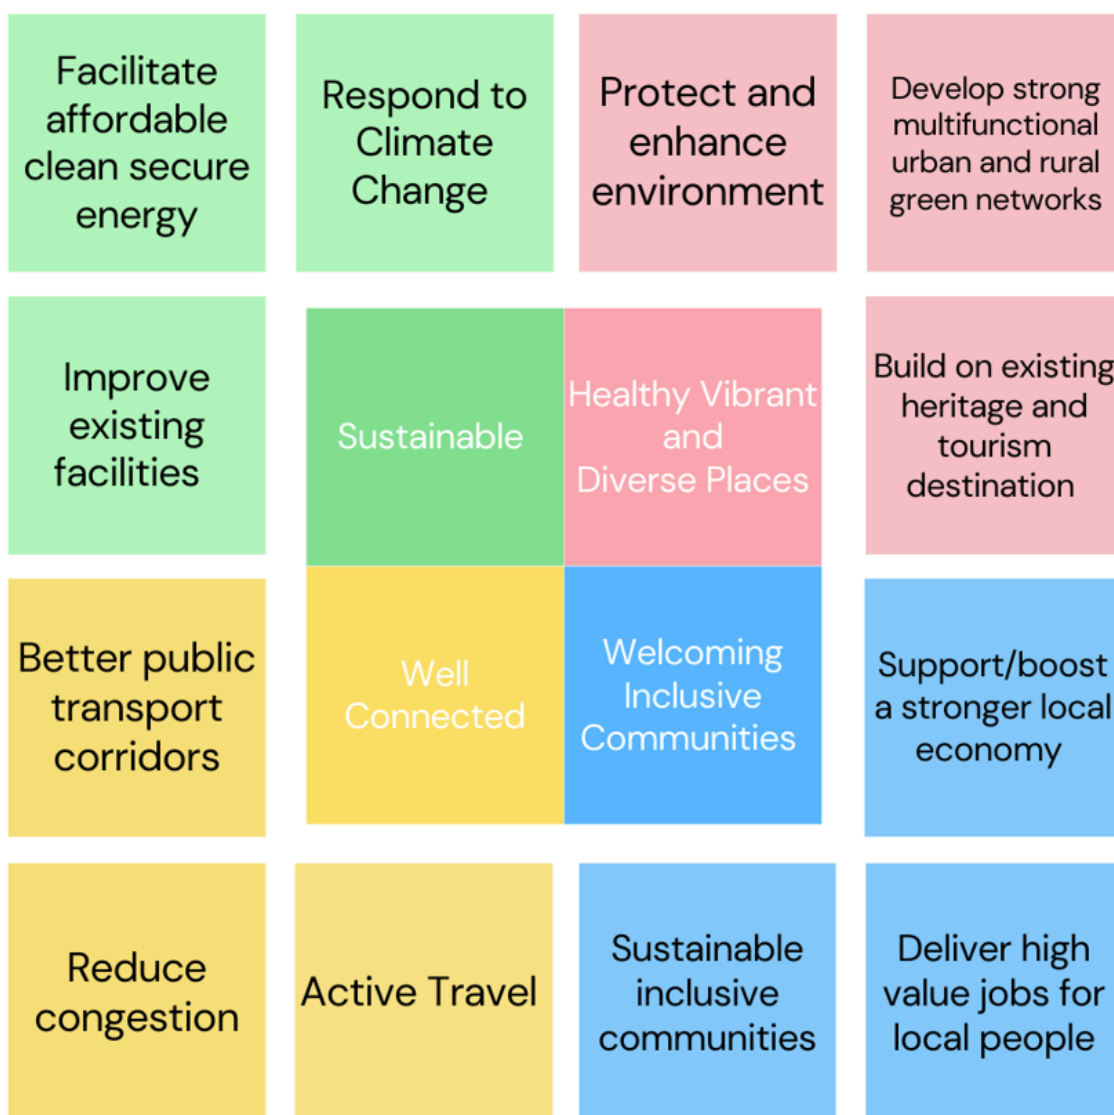 Facilitate
affordable
clean secure
energy
Respond to
Climate
Change
Protect and
enhance
environment
Develop strong
multifunctional
urban and rural
green networks
Improve
existing
facilities
Sustainable
Healthy Vibrant
and
Diverse Places
Build on existing
heritage and
tourism
destination
Better public
transport
corridors
Well
Connected
Welcoming
Inclusive
Communities
Support/boost
a stronger local
economy
Reduce
congestion
Active Travel
Sustainable
inclusive
communities
Deliver high
value jobs for
local people